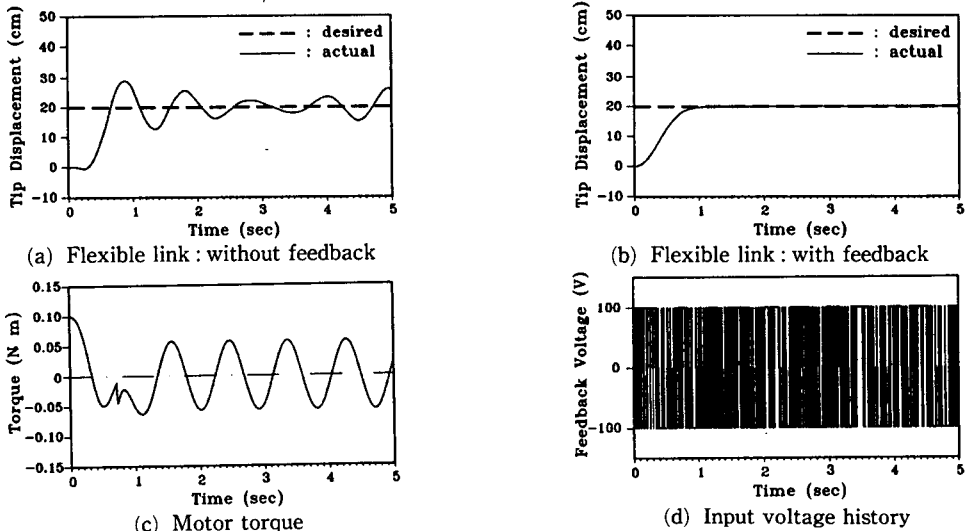 Tip Displacement (cm)
50
40
30
20
10
0
-10
: desired
: actual
0 1 2 3 4 5
Time (sec)
(a) Flexible link : without feedback
Tip Displacement (cm)
50
40
30
20
10
0
-10
: desired
: actual
0 1 2 3 4 5
Time (sec)
(b) Flexible link : with feedback
Torque (N m)
0.15
0.10
0.05
0
-0.05
-0.10
-0.15
0 1 2 3 4 5
Time (sec)
(c) Motor torque
Feedback Voltage (V)
100
0
-100
0 1 2 3 4 5
Time (sec)
(d) Input voltage history